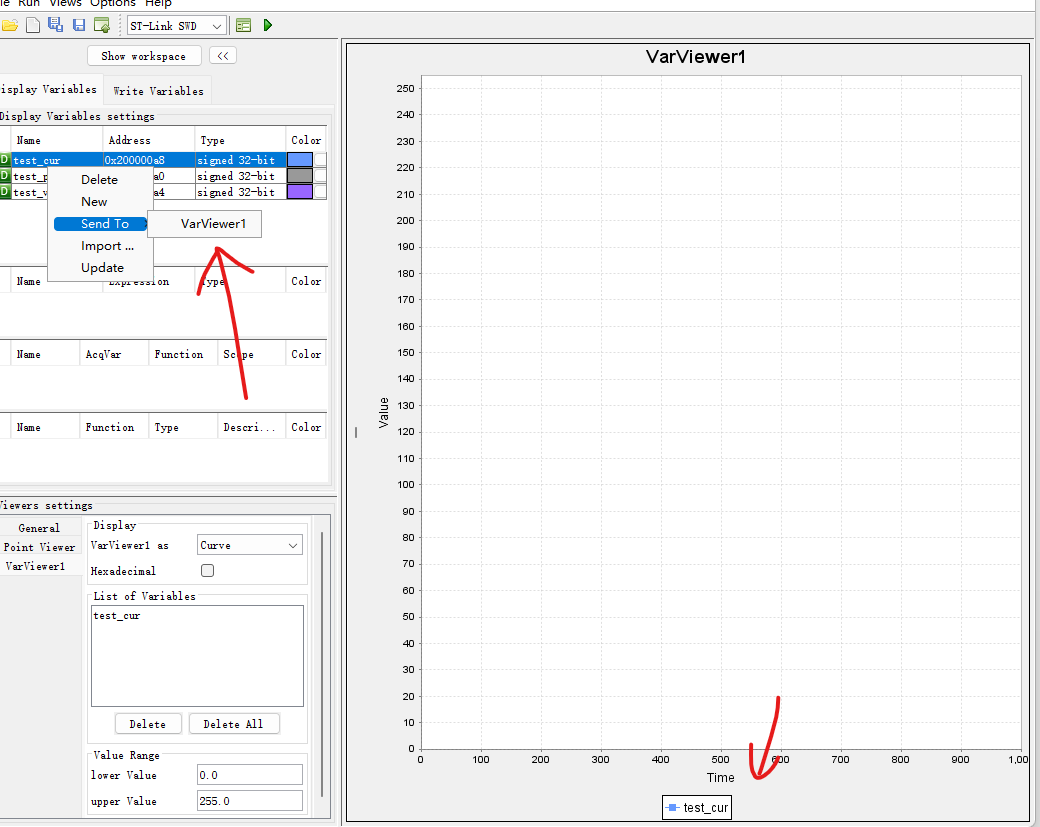 le Run Views Options Help
ST-Link SWD
Show workspace <<
isplay Variables Write Variables
Display Variables settings
Name Address Type Color
D test_cur 0x200000a8 signed 32-bit
D test_p a0 signed 32-bit
D test_v a4 signed 32-bit
Delete
New
Send To VarViewer1
Import ...
Update
Name Expression Type Color
Name AcqVar Function Scope Color
Name Function Type Descri... Color
Viewers settings
General
Point Viewer
VarViewer1
Display
VarViewer1 as Curve
Hexadecimal
List of Variables
test_cur
Delete Delete All
Value Range
lower Value 0.0
upper Value 255.0
VarViewer1
250
240
230
220
210
200
190
180
170
160
150
140
130
120
110
100
90
80
70
60
50
40
30
20
10
0
Value
0 100 200 300 400 500 600 700 800 900 1,00
Time
test_cur